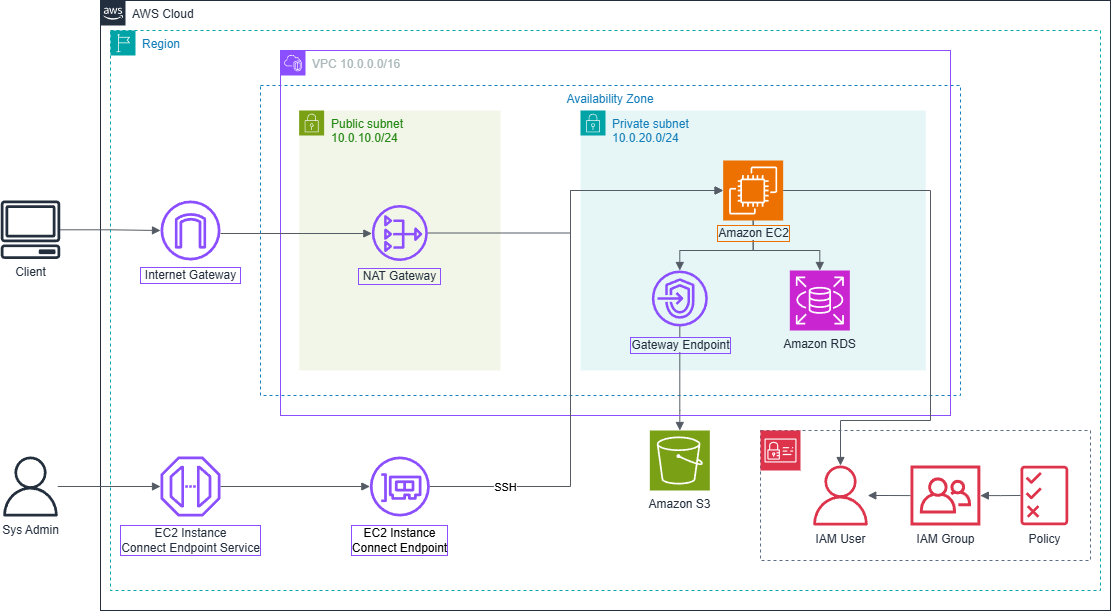 aws
AWS Cloud
Region
VPC 10.0.0.0/16
Availability Zone
Public subnet
10.0.10.0/24
Private subnet
10.0.20.0/24
Amazon EC2
Client
Internet Gateway
NAT Gateway
Gateway Endpoint
Amazon RDS
SSH
Amazon S3
Sys Admin
EC2 Instance
Connect Endpoint Service
EC2 Instance
Connect Endpoint
IAM User
IAM Group
Policy